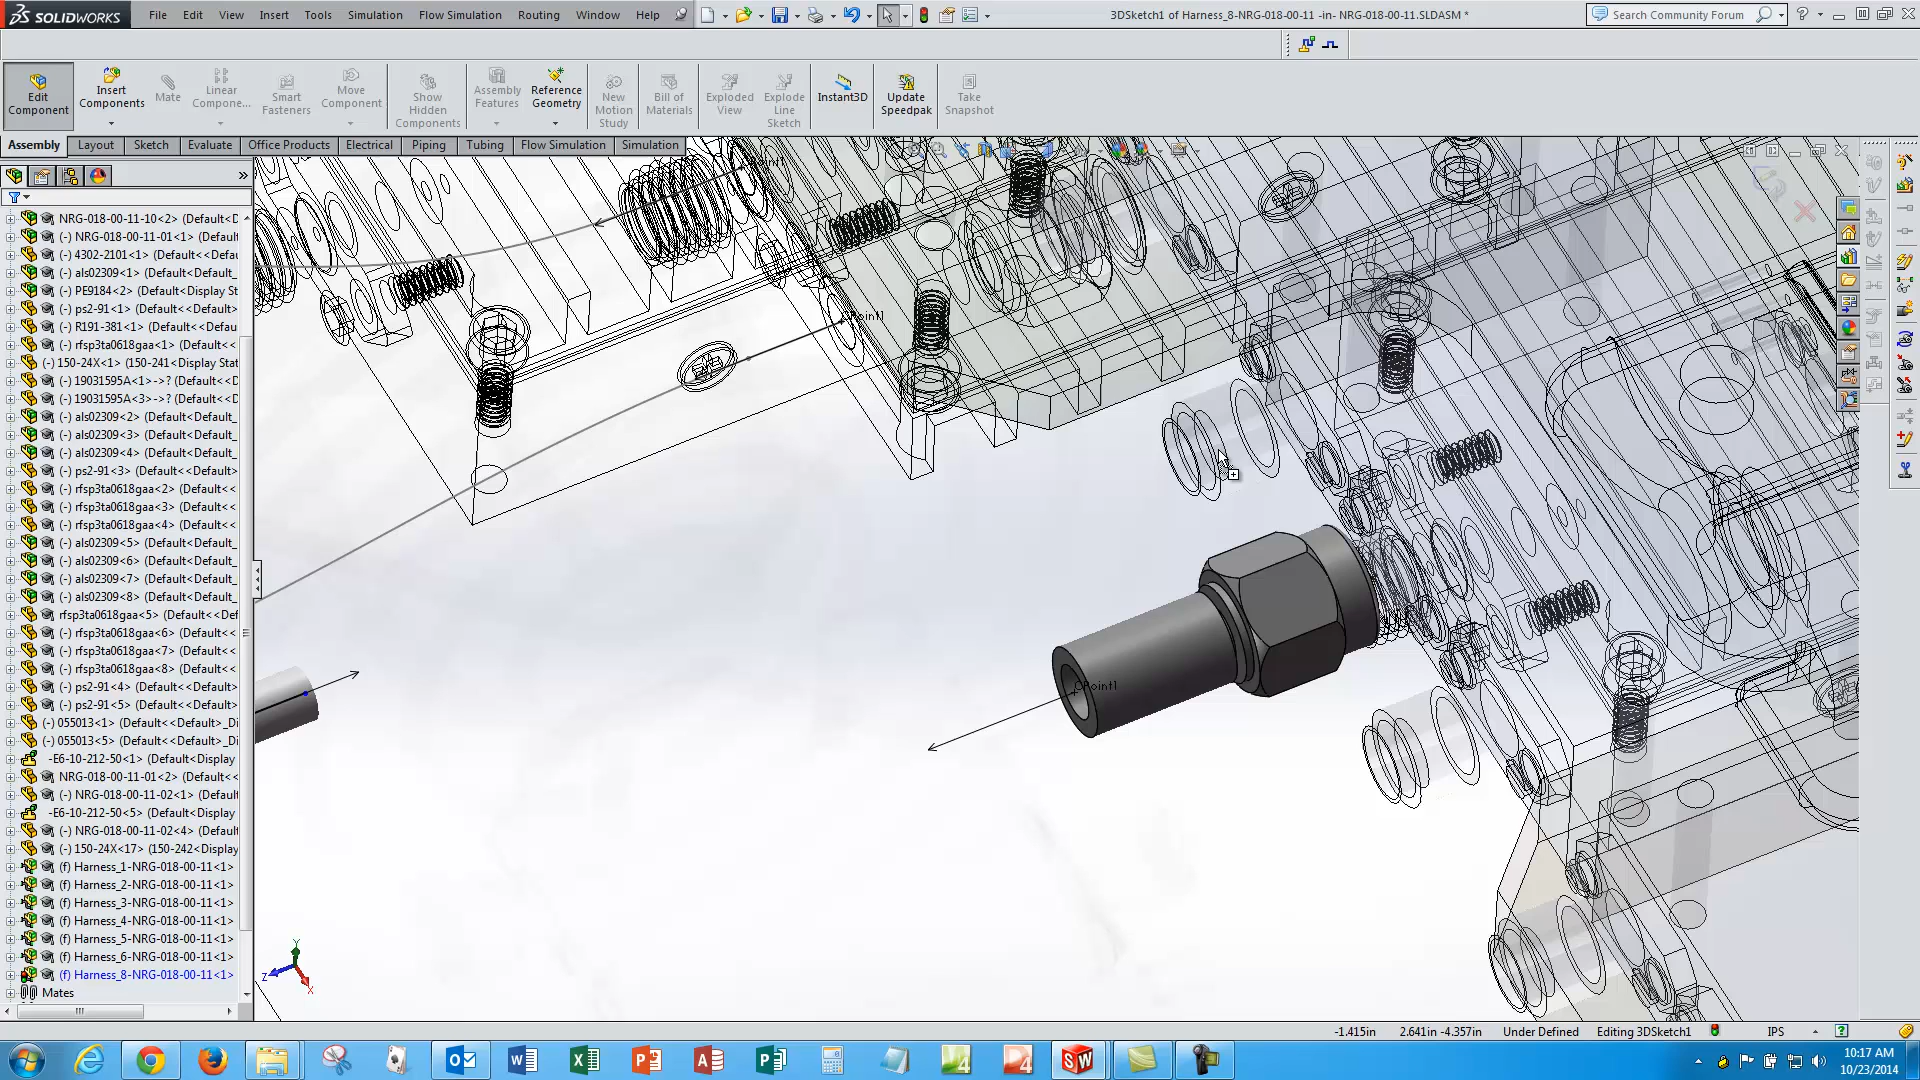 SOLIDWORKS
File Edit View Insert Tools Simulation Flow Simulation Routing Window Help
3DSketch1 of Harness_8-NRG-018-00-11 -in- NRG-018-00-11.SLDASM *
Search Community Forum
Edit Component
Insert Components
Mate
Linear Compone...
Smart Fasteners
Move Component
Show Hidden Components
Assembly Features
Reference Geometry
New Motion Study
Bill of Materials
Exploded View
Explode Line Sketch
Instant3D
Update Speedpak
Take Snapshot
Assembly Layout Sketch Evaluate Office Products Electrical Piping Tubing Flow Simulation Simulation
NRG-018-00-11-10<2> (Default<D
(-) NRG-018-00-11-01<1> (Defaul
(-) 4302-2101<1> (Default<Defaul
(-) als02309<1> (Default<Default_
(-) PE9184<2> (Default<Display St
(-) ps2-91<1> (Default<<Default>
(-) R191-381<1> (Default<<Defaul
(-) rfsp3ta0618gaa<1> (Default<<
(-) 150-24X<1> (150-241<Display Stat
(-) 19031595A<1>->? (Default<<D
(-) 19031595A<3>->? (Default<<D
(-) als02309<2> (Default<Default_
(-) als02309<3> (Default<Default_
(-) als02309<4> (Default<Default_
(-) ps2-91<3> (Default<<Default>
(-) rfsp3ta0618gaa<2> (Default<<
(-) rfsp3ta0618gaa<3> (Default<<
(-) rfsp3ta0618gaa<4> (Default<<
(-) als02309<5> (Default<Default_
(-) als02309<6> (Default<Default_
(-) als02309<7> (Default<Default_
(-) als02309<8> (Default<Default_
rfsp3ta0618gaa<5> (Default<<Def
(-) rfsp3ta0618gaa<6> (Default<<
(-) rfsp3ta0618gaa<7> (Default<<
(-) rfsp3ta0618gaa<8> (Default<<
(-) ps2-91<4> (Default<<Default>
(-) ps2-91<5> (Default<<Default>
(-) 055013<1> (Default<<Default>_Di
(-) 055013<5> (Default<<Default>_Di
-E6-10-212-50<1> (Default<Display
NRG-018-00-11-01<2> (Default<<
(-) NRG-018-00-11-02<1> (Defaul
-E6-10-212-50<5> (Default<Display
(-) NRG-018-00-11-02<4> (Defaul
(-) 150-24X<17> (150-242<Display
(f) Harness_1-NRG-018-00-11<1>
(f) Harness_2-NRG-018-00-11<1>
(f) Harness_3-NRG-018-00-11<1>
(f) Harness_4-NRG-018-00-11<1>
(f) Harness_5-NRG-018-00-11<1>
(f) Harness_6-NRG-018-00-11<1>
(f) Harness_8-NRG-018-00-11<1>
Mates
CPoint1
CPoint1
Y
Z
X
-1.415in 2.641in -4.357in Under Defined Editing 3DSketch1 IPS
10:17 AM
10/23/2014